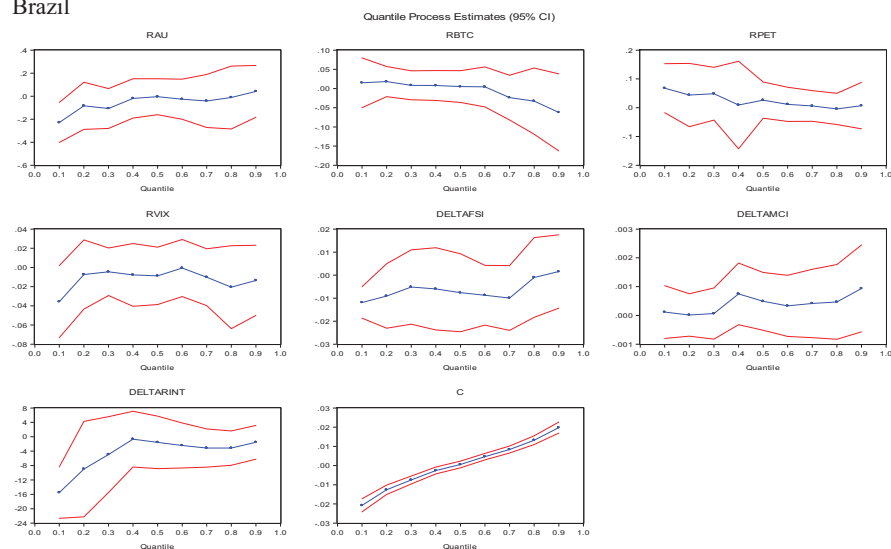 Brazil
Quantile Process Estimates (95% CI)
RAU RBTC RPET
.4 .10 .2
.2 .05 .1
.0 .00 .0
-.2 -.05 -.1
-.4 -.10
-.15
-.6 -.20 -.2
0.0 0.1 0.2 0.3 0.4 0.5 0.6 0.7 0.8 0.9 1.0 0.0 0.1 0.2 0.3 0.4 0.5 0.6 0.7 0.8 0.9 1.0 0.0 0.1 0.2 0.3 0.4 0.5 0.6 0.7 0.8 0.9 1.0
Quantile Quantile Quantile
RVIX DELTAFSI DELTAMCI
.04 .02 .003
.02 .01 .002
.00 .00 .001
-.02 -.01 .000
-.04 -.02
-.06
-.08 -.03 -.001
0.0 0.1 0.2 0.3 0.4 0.5 0.6 0.7 0.8 0.9 1.0 0.0 0.1 0.2 0.3 0.4 0.5 0.6 0.7 0.8 0.9 1.0 0.0 0.1 0.2 0.3 0.4 0.5 0.6 0.7 0.8 0.9 1.0
Quantile Quantile Quantile
DELTARINT C
8 .03
4 .02
0 .01
-4 .00
-8
-12 -.01
-16 -.02
-20
-24 -.03
0.0 0.1 0.2 0.3 0.4 0.5 0.6 0.7 0.8 0.9 1.0 0.0 0.1 0.2 0.3 0.4 0.5 0.6 0.7 0.8 0.9 1.0
Quantile Quantile